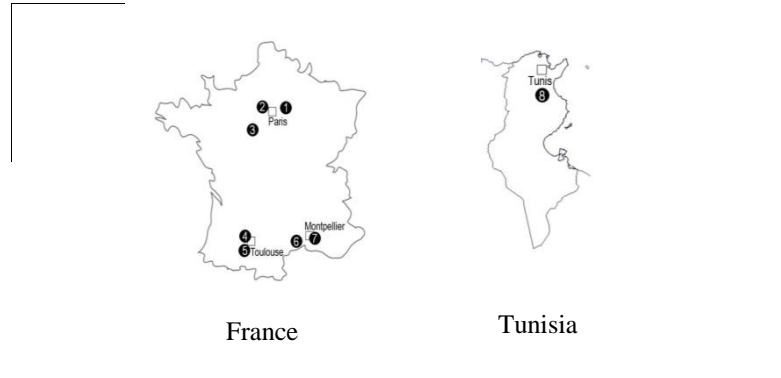 2 1
Paris
3
Tunis
8
Montpellier
4
6 7
5 Toulouse
France
Tunisia